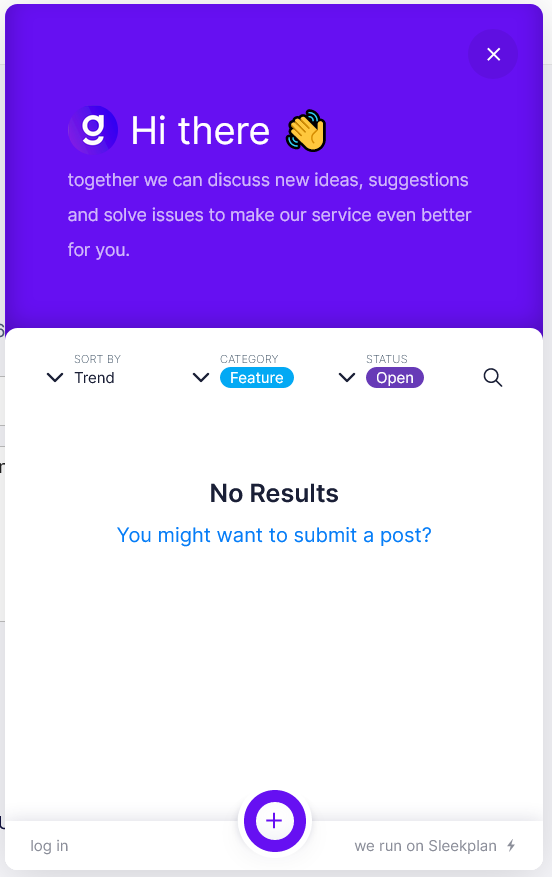 g Hi there 👋
together we can discuss new ideas, suggestions
and solve issues to make our service even better
for you.
SORT BY CATEGORY STATUS
Trend Feature Open
No Results
You might want to submit a post?
log in we run on Sleekplan